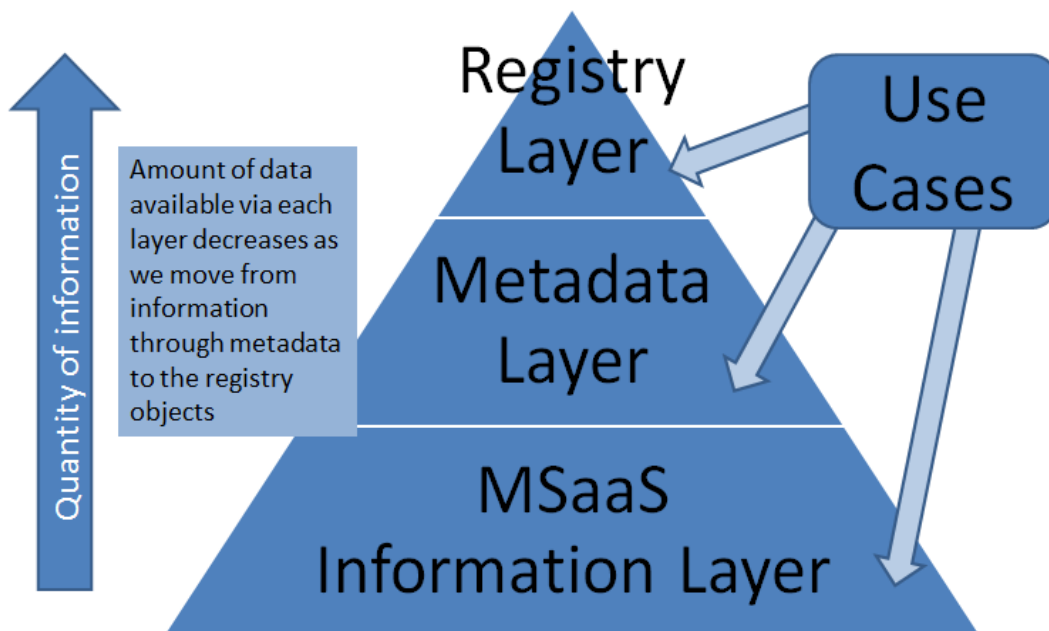 Registry
Layer
Use
Cases
Quantity of information
Amount of data
available via each
layer decreases as
we move from
information
through metadata
to the registry
objects
Metadata
Layer
MSaaS
Information Layer